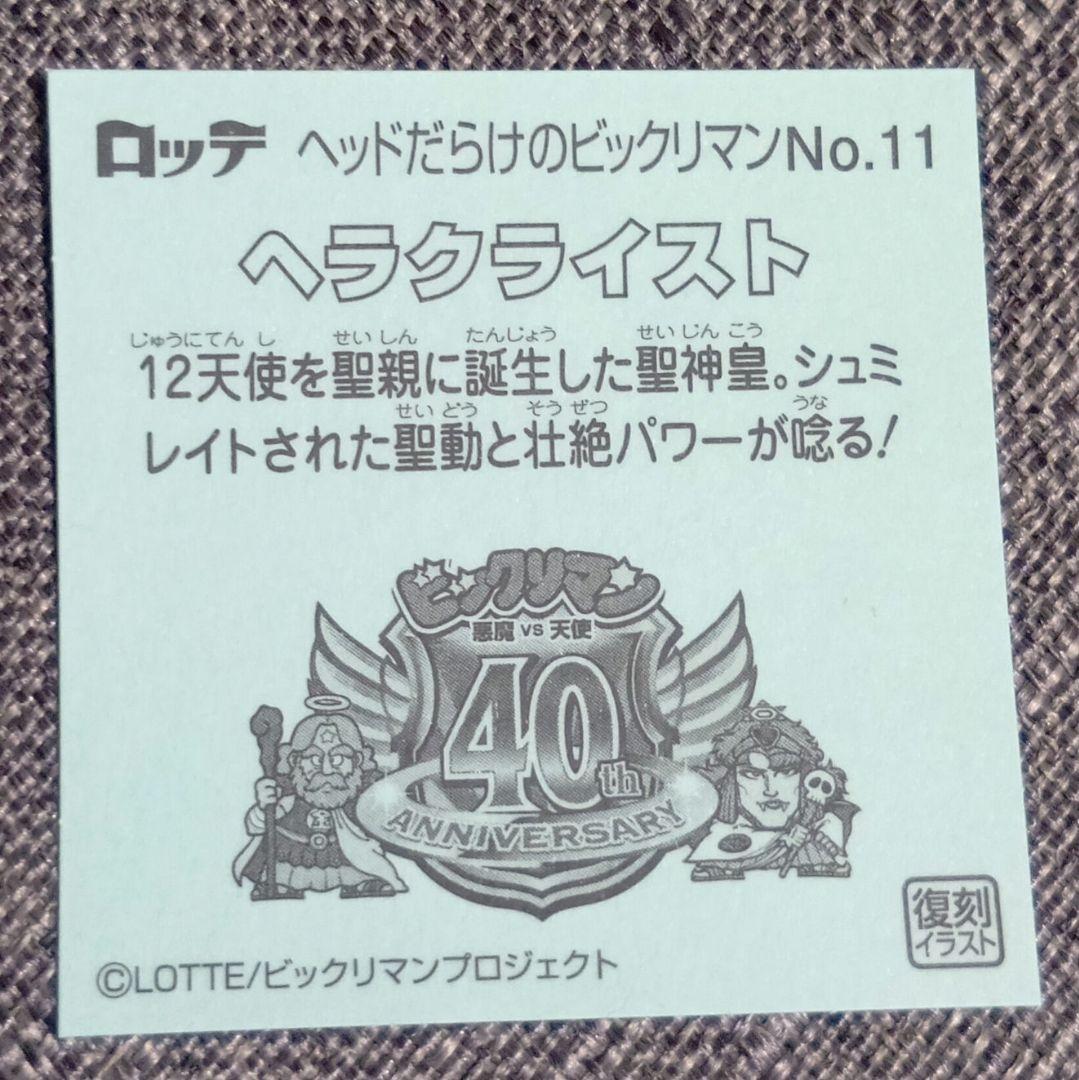 ロッテ ヘッドだらけのビックリマンNo.11
ヘラクライスト
じゅうにてんし せいしん たんじょう せいじんこう
12天使を聖親に誕生した聖神皇。シュミ
せいどう そうぜつ うな
レイトされた聖動と壮絶パワーが唸る!
ビックリマン
悪魔 VS 天使
40th
ANNIVERSARY
復刻
イラスト
©LOTTE/ビックリマンプロジェクト